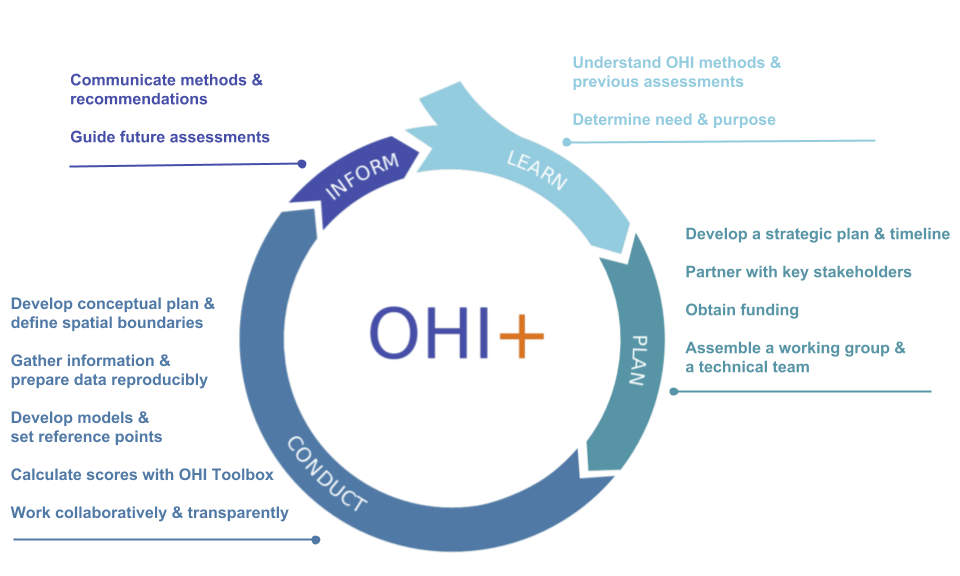 Understand OHI methods &
previous assessments
Determine need & purpose
LEARN
Develop a strategic plan & timeline
Partner with key stakeholders
Obtain funding
Assemble a working group &
a technical team
PLAN
Develop conceptual plan &
define spatial boundaries
Gather information &
prepare data reproducibly
Develop models &
set reference points
Calculate scores with OHI Toolbox
Work collaboratively & transparently
CONDUCT
Communicate methods &
recommendations
Guide future assessments
INFORM
OHI+